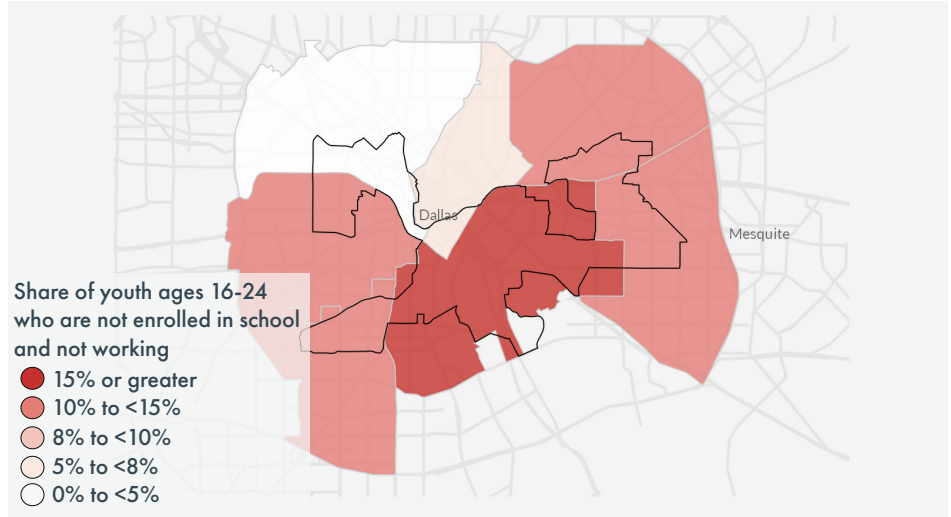 Dallas
Mesquite
Share of youth ages 16-24
who are not enrolled in school
and not working
15% or greater
10% to <15%
8% to <10%
5% to <8%
0% to <5%